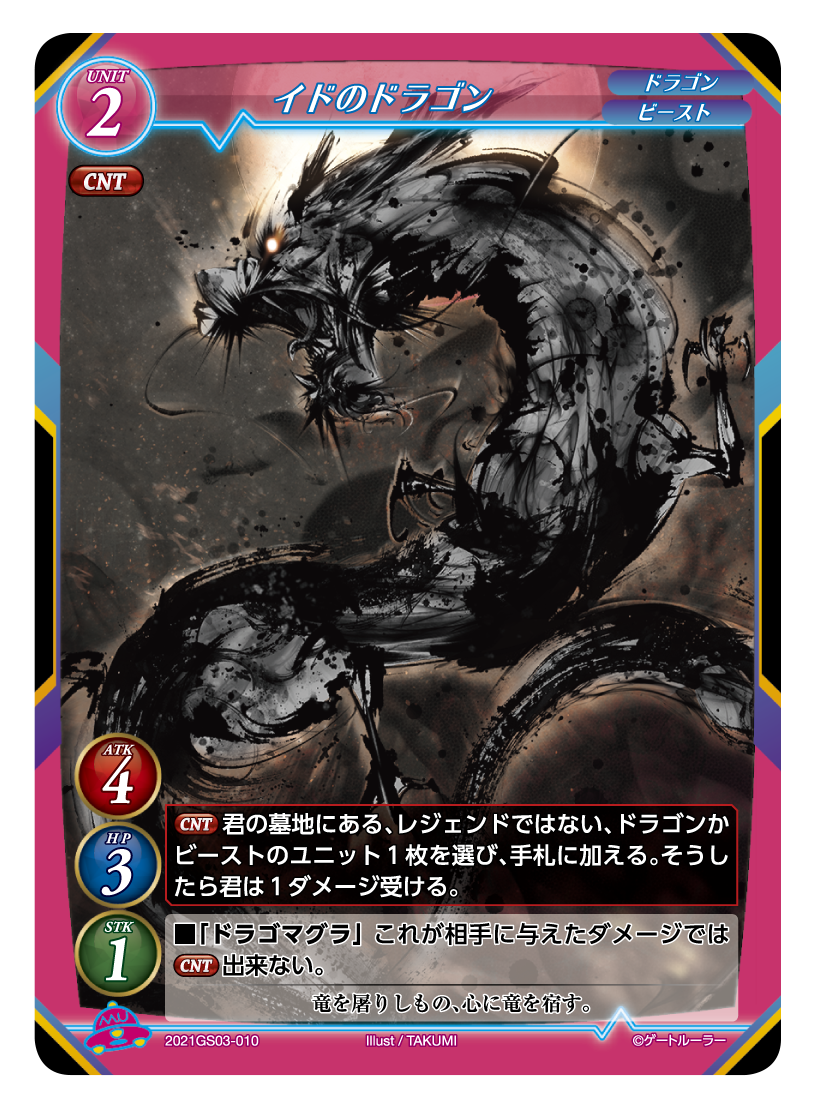 UNIT
2
イドのドラゴン
ドラゴン
ビースト
CNT
ATK
4
HP
3
STK
1
CNT 君の墓地にある、レジェンドではない、ドラゴンか
ビーストのユニット1枚を選び、手札に加える。そうし
たら君は1ダメージ受ける。
■「ドラゴマグラ」これが相手に与えたダメージでは
CNT 出来ない。
竜を屠りしもの、心に竜を宿す。
MU
2021GS03-010
Illust / TAKUMI
©ゲートルーラー